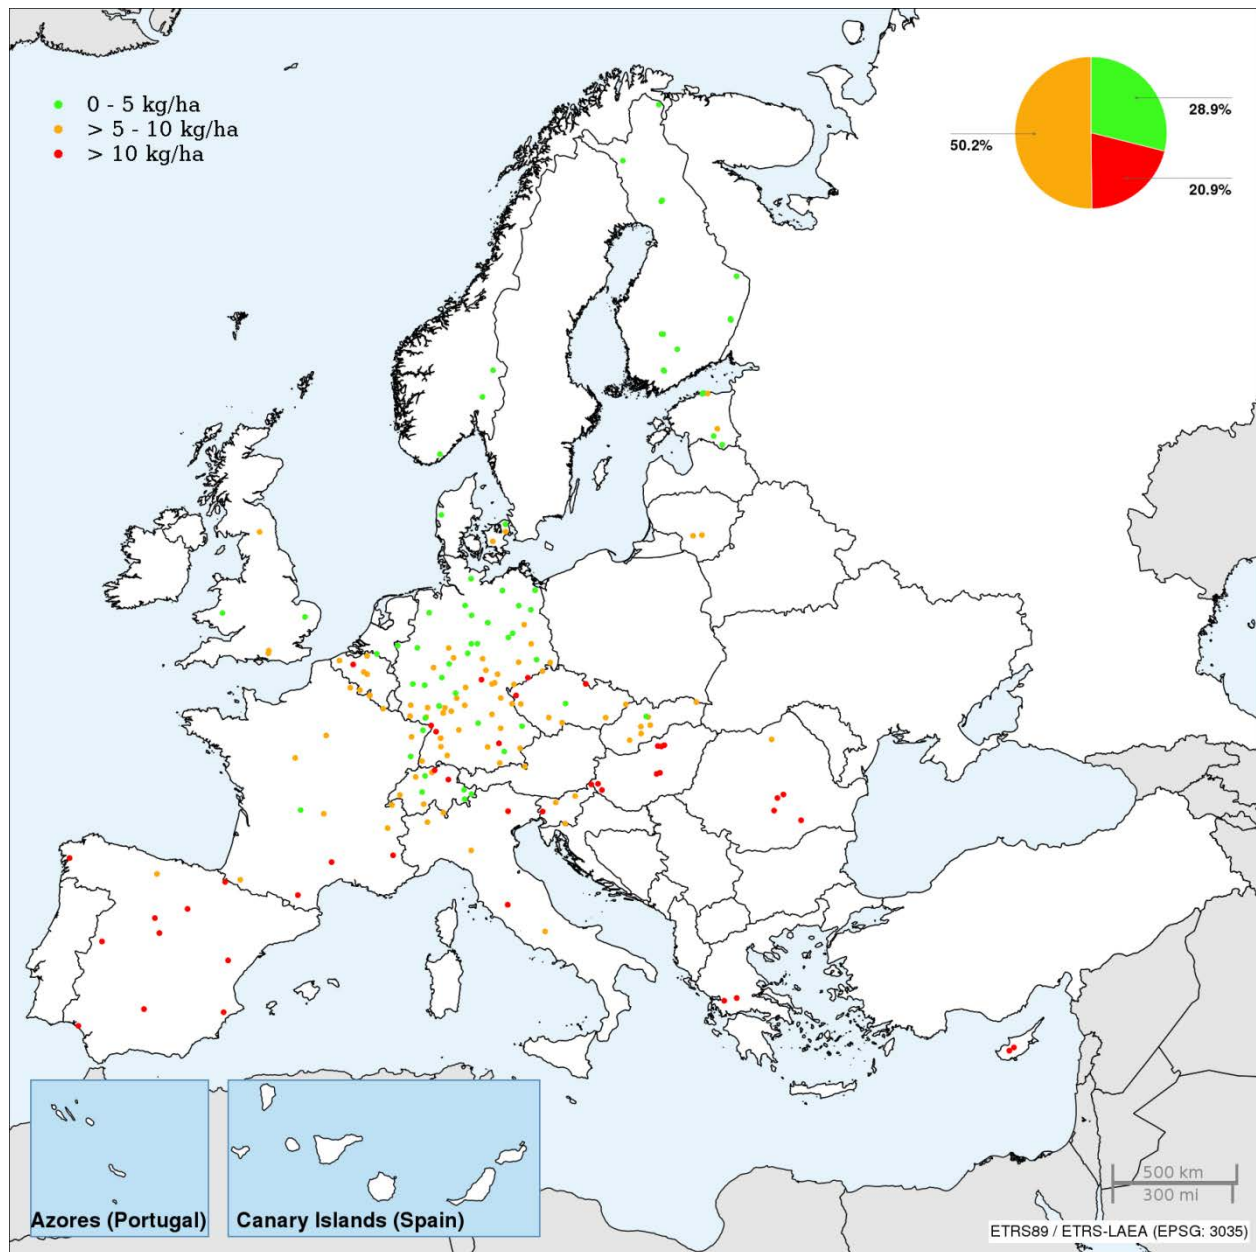 0 - 5 kg/ha
> 5 - 10 kg/ha
> 10 kg/ha
28.9%
50.2%
20.9%
500 km
300 mi
Azores (Portugal)
Canary Islands (Spain)
ETRS89 / ETRS-LAEA (EPSG: 3035)